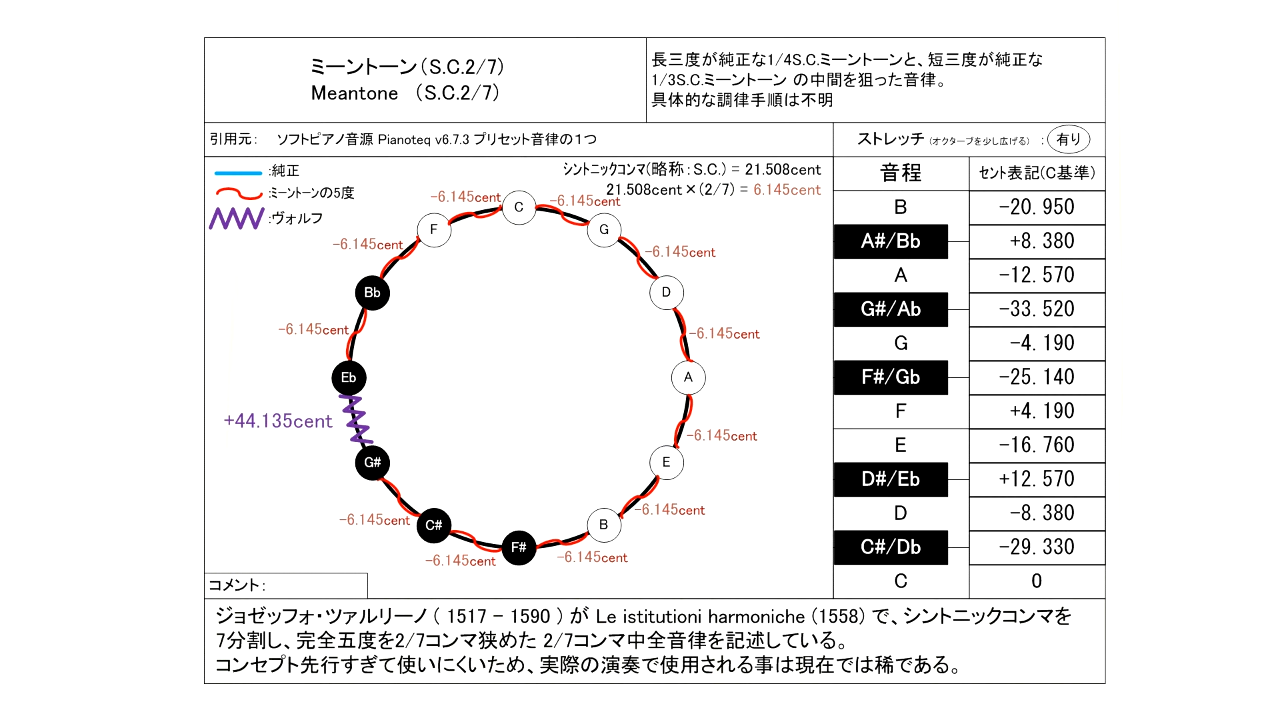 ミーントーン（S.C.2/7）
Meantone （S.C.2/7）
長三度が純正な1/4S.C.ミーントーンと、短三度が純正な
1/3S.C.ミーントーン の中間を狙った音律。
具体的な調律手順は不明
引用元： ソフトピアノ音源 Pianoteq v6.7.3 プリセット音律の１つ
ストレッチ（オクターブを少し広げる）：有り
:純正
:ミーントーンの5度
:ヴォルフ
シントニックコンマ(略称：S.C.) = 21.508cent
21.508cent×(2/7) = 6.145cent
-6.145cent
-6.145cent
C
F
G
-6.145cent
-6.145cent
Bb
D
-6.145cent
-6.145cent
Eb
A
+44.135cent
-6.145cent
G#
E
-6.145cent
-6.145cent
C#
B
F#
-6.145cent
-6.145cent
音程 セント表記(C基準)
B -20.950
A#/Bb +8.380
A -12.570
G#/Ab -33.520
G -4.190
F#/Gb -25.140
F +4.190
E -16.760
D#/Eb +12.570
D -8.380
C#/Db -29.330
C 0
コメント：
ジョゼッフォ・ツァルリーノ ( 1517 - 1590 ) が Le istitutioni harmoniche (1558) で、シントニックコンマを
7分割し、完全五度を2/7コンマ狭めた 2/7コンマ中全音律を記述している。
コンセプト先行すぎて使いにくいため、実際の演奏で使用される事は現在では稀である。